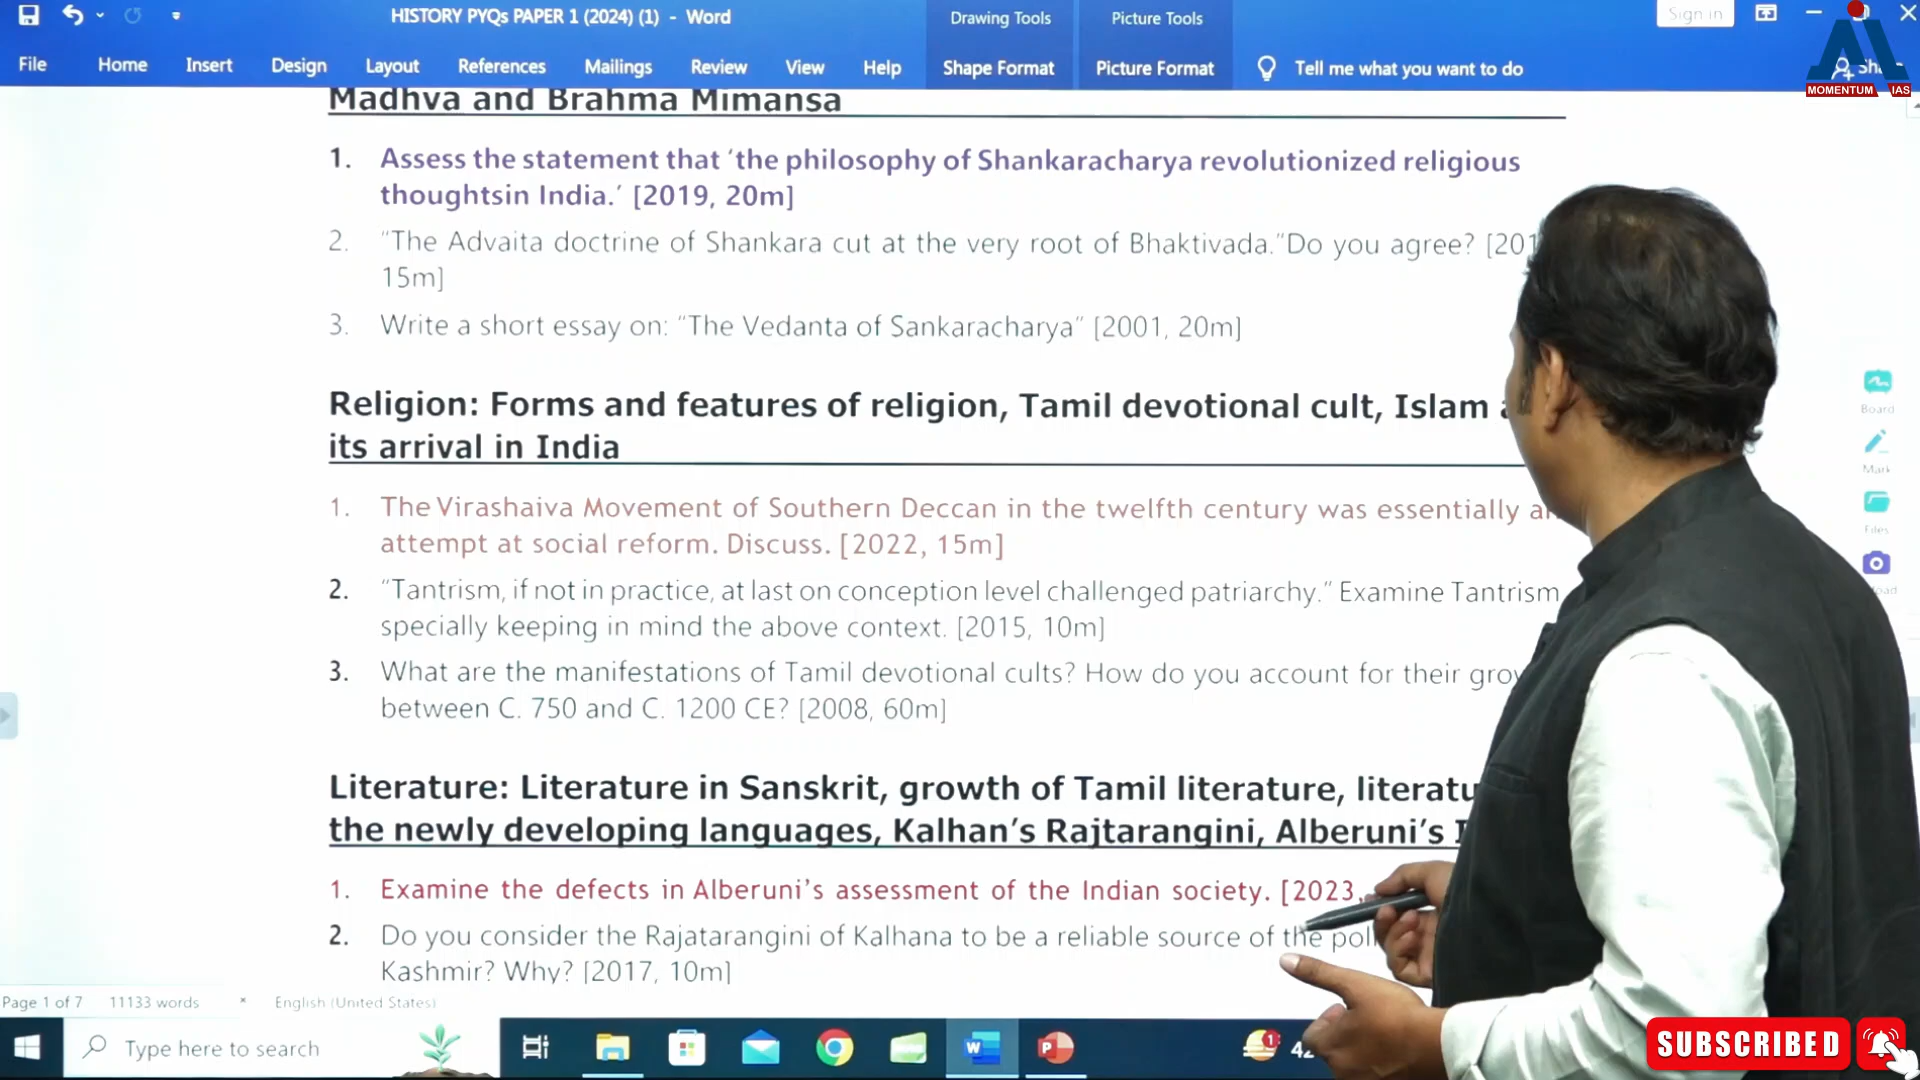 HISTORY PYQs PAPER 1 (2024) (1) - Word
Drawing Tools
Picture Tools
Sign in
File
Home
Insert
Design
Layout
References
Mailings
Review
View
Help
Shape Format
Picture Format
Tell me what you want to do
MOMENTUM IAS
Madhva and Brahma Mimansa
1. Assess the statement that ‘the philosophy of Shankaracharya revolutionized religious
thoughtsin India.’ [2019, 20m]
2. “The Advaita doctrine of Shankara cut at the very root of Bhaktivada.”Do you agree?
15m]
3. Write a short essay on: “The Vedanta of Sankaracharya” [2001, 20m]
Religion: Forms and features of religion, Tamil devotional cult, Islam
its arrival in India
1. The Virashaiva Movement of Southern Deccan in the twelfth century was essentially an
attempt at social reform. Discuss. [2022, 15m]
2. “Tantrism, if not in practice, at last on conception level challenged patriarchy.” Examine Tantrism
specially keeping in mind the above context. [2015, 10m]
3. What are the manifestations of Tamil devotional cults? How do you account for their
between C. 750 and C. 1200 CE? [2008, 60m]
Literature: Literature in Sanskrit, growth of Tamil literature,
the newly developing languages, Kalhan’s Rajtarangini, Alberuni’s
1. Examine the defects in Alberuni’s assessment of the Indian society. [2023,
2. Do you consider the Rajatarangini of Kalhana to be a reliable source of the
Kashmir? Why? [2017, 10m]
Board
Mark
Files
Page 1 of 7
11133 words
English (United States)
Type here to search
1
SUBSCRIBED